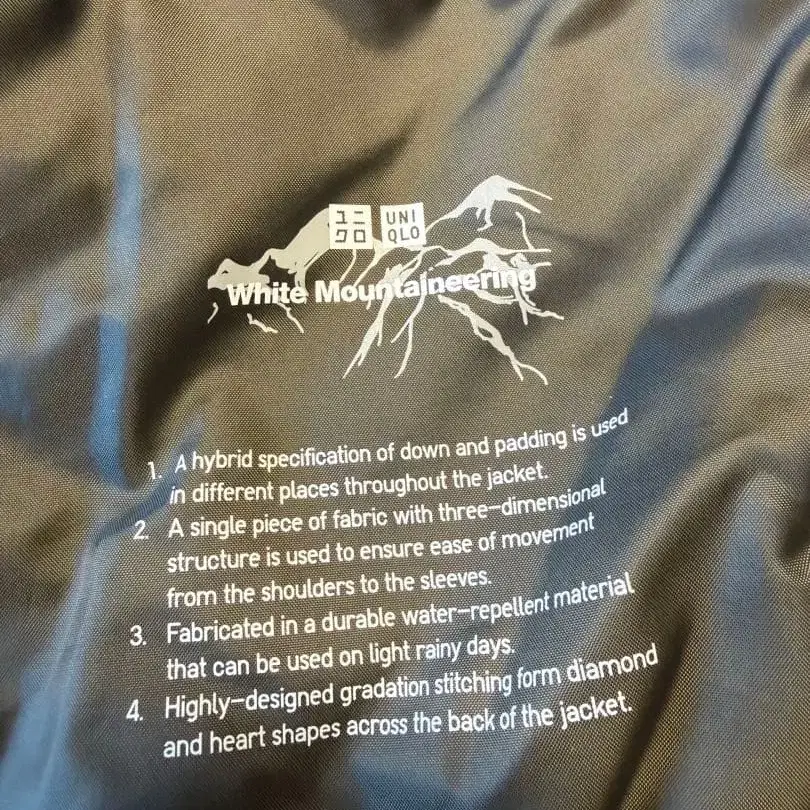 ユニ
クロ
UNI
QLO
White Mountaineering
1. A hybrid specification of down and padding is used
in different places throughout the jacket.
2. A single piece of fabric with three-dimensional
structure is used to ensure ease of movement
from the shoulders to the sleeves.
3. Fabricated in a durable water-repellent material
that can be used on light rainy days.
4. Highly-designed gradation stitching form diamond
and heart shapes across the back of the jacket.